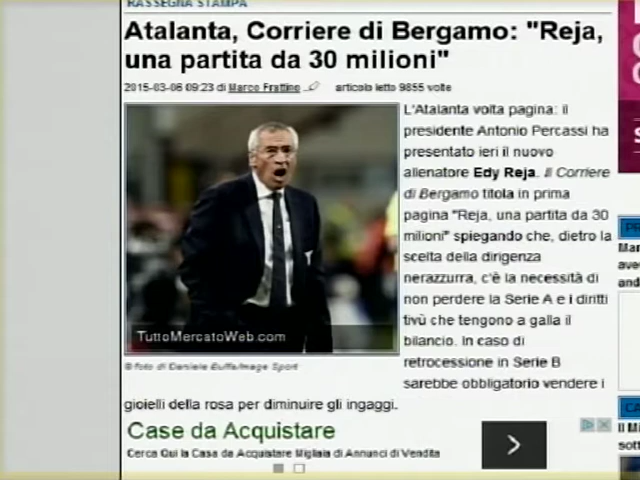 RASSEGNA STAMPA
Atalanta, Corriere di Bergamo: "Reja,
una partita da 30 milioni"
2015-03-06 09:23 di Marco Frattino articolo letto 9855 volte
L'Atalanta volta pagina: il
presidente Antonio Percassi ha
presentato ieri il nuovo
allenatore Edy Reja. Il Corriere
di Bergamo titola in prima
pagina "Reja, una partita da 30
milioni" spiegando che, dietro la
scelta della dirigenza
nerazzurra, c'è la necessità di
non perdere la Serie A e i diritti
tivù che tengono a galla il
bilancio. In caso di
retrocessione in Serie B
sarebbe obbligatorio vendere i
gioielli della rosa per diminuire gli ingaggi.
TuttoMercatoWeb.com
© foto di Daniele Buffa/Image Sport
Case da Acquistare
Cerca Qui la Casa da Acquistare Migliaia di Annunci di Vendita